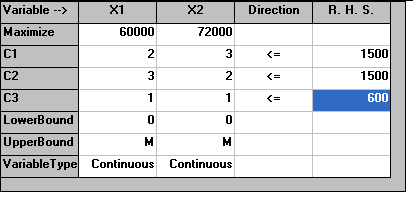 Variable --> X1 X2 Direction R. H. S.
Maximize 60000 72000
C1 2 3 <= 1500
C2 3 2 <= 1500
C3 1 1 <= 600
LowerBound 0 0
UpperBound M M
VariableType Continuous Continuous